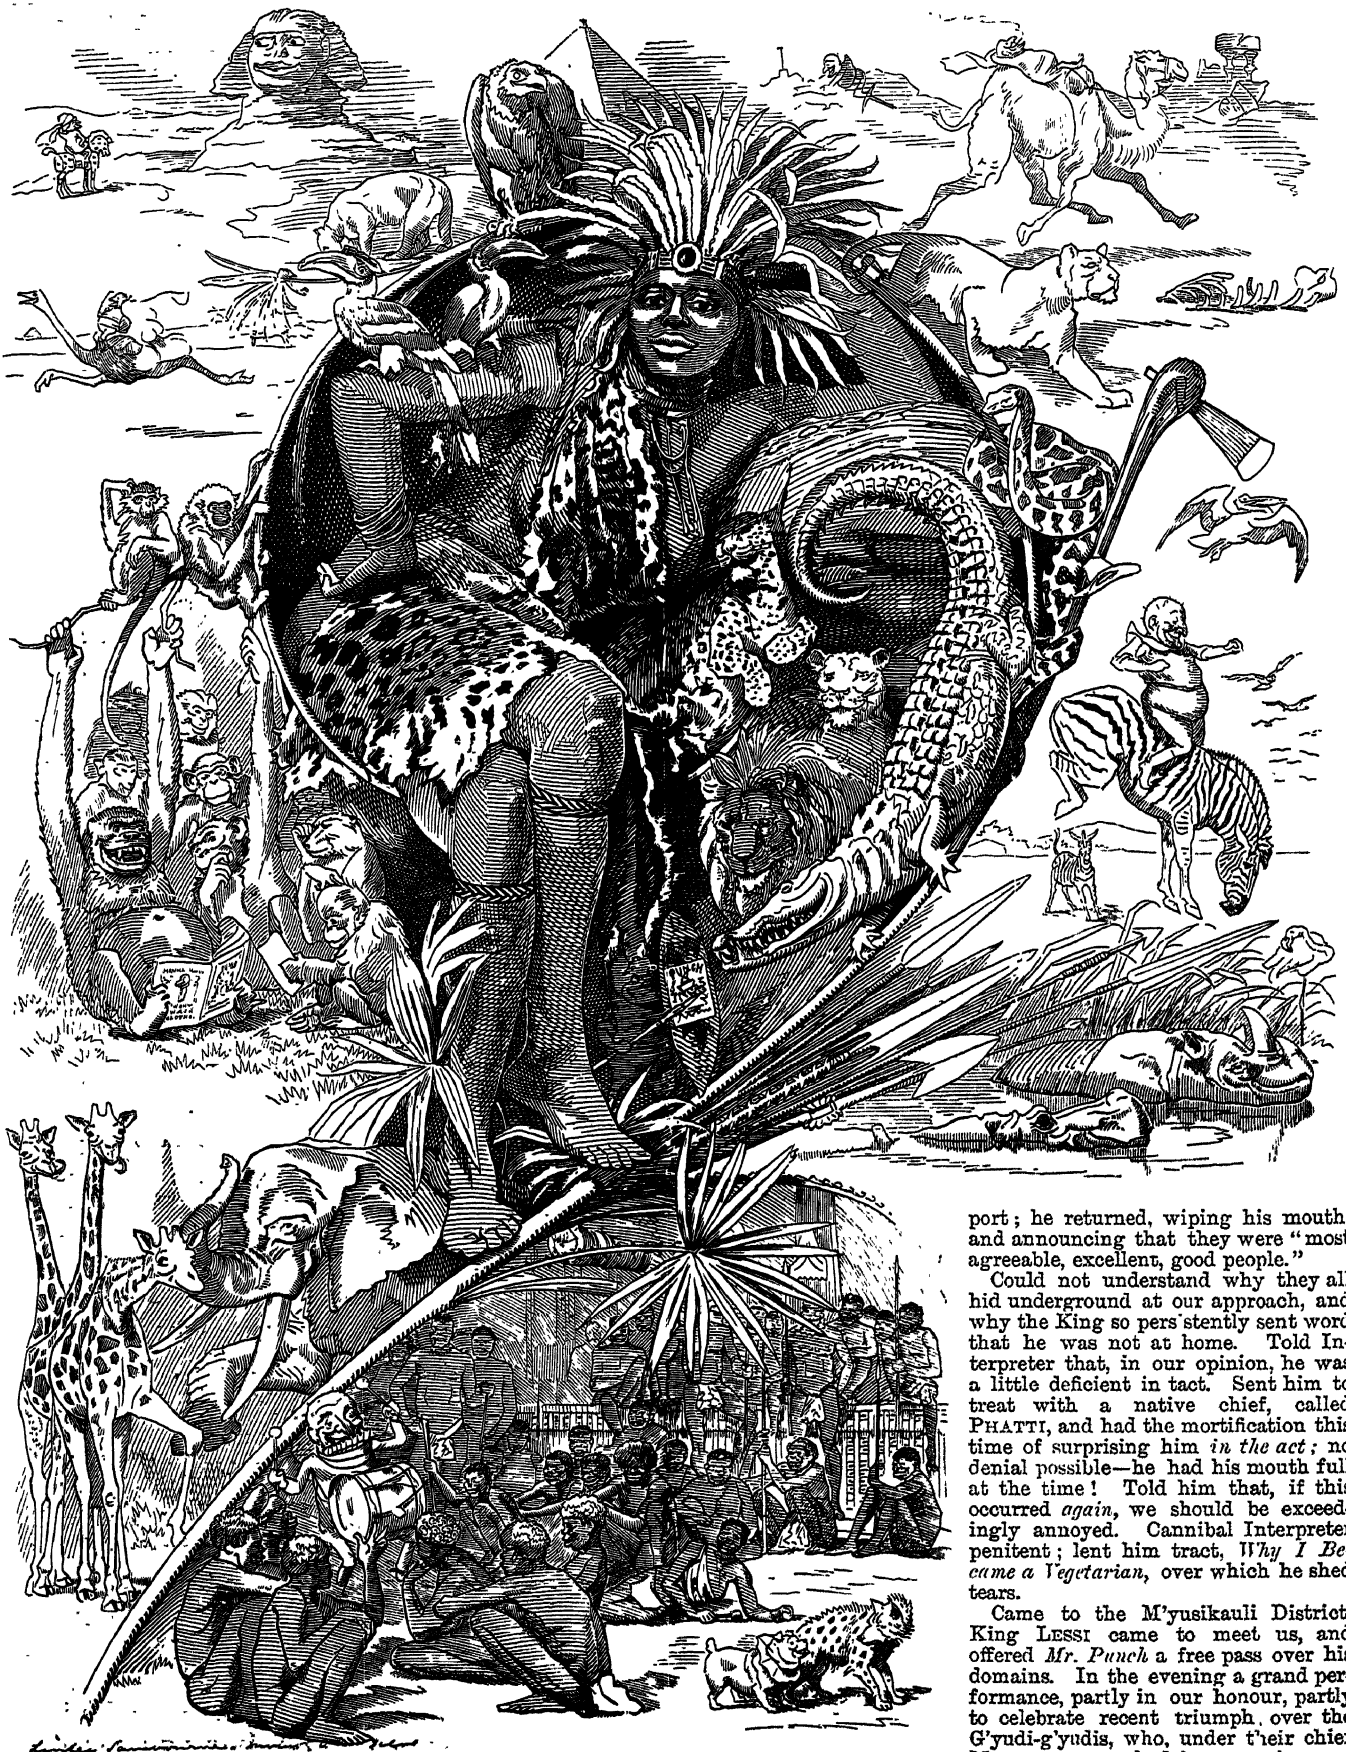 port; he returned, wiping his mouth,
and announcing that they were “most
agreeable, excellent, good people.”
Could not understand why they all
hid underground at our approach, and
why the King so pers'stently sent word
that he was not at home. Told In-
terpreter that, in our opinion, he was
a little deficient in tact. Sent him to
treat with a native chief, called
PHATTI, and had the mortification this
time of surprising him in the act; no
denial possible—he had his mouth full
at the time! Told him that, if this
occurred again, we should be exceed-
ingly annoyed. Cannibal Interpreter
penitent; lent him tract, Why I Be-
came a Vegetarian, over which he shed
tears.
Came to the M'yusikauli District.
King LESSI came to meet us, and
offered Mr. Punch a free pass over his
domains. In the evening a grand per-
formance, partly in our honour, partly
to celebrate recent triumph over the
G'yudi-g'yudis, who, under their chief